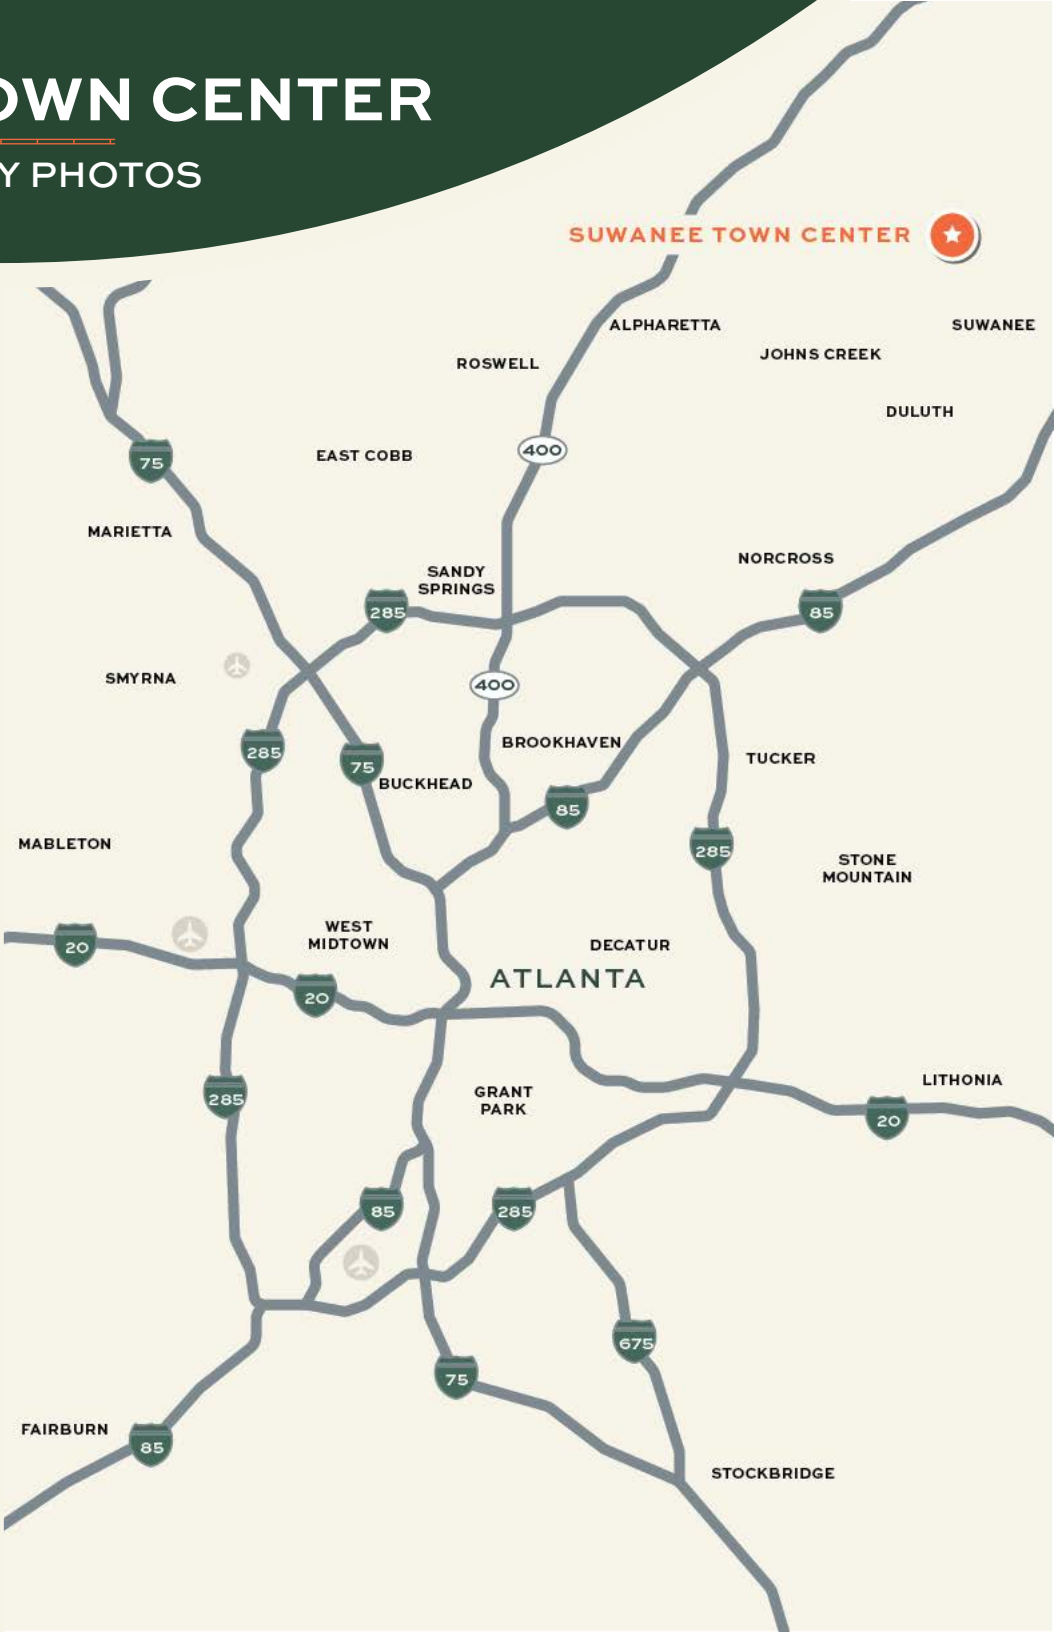 OWN CENTER
Y PHOTOS
SUWANEE TOWN CENTER
ALPHARETTA
SUWANEE
JOHNS CREEK
ROSWELL
DULUTH
400
EAST COBB
75
MARIETTA
NORCROSS
SANDY
SPRINGS
285
85
SMYRNA
400
BROOKHAVEN
285
75
TUCKER
BUCKHEAD
85
MABLETON
285
STONE
MOUNTAIN
WEST
MIDTOWN
20
DECATUR
ATLANTA
20
LITHONIA
285
GRANT
PARK
20
85
285
675
75
FAIRBURN
85
STOCKBRIDGE